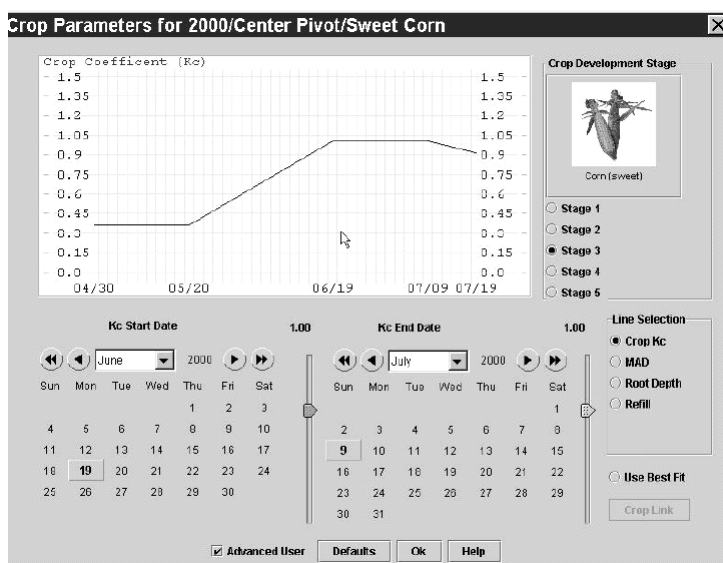 Crop Parameters for 2000/Center Pivot/Sweet Corn
Crop Coefficent (Kc)
1.5 1.5
1.35 1.35
1.2 1.2
1.05 1.05
0.9 0.9
0.75 0.75
0.6 0.6
0.45 0.45
0.3 0.3
0.15 0.15
0.0 0.0
04/30 05/20 06/19 07/09 07/19
Crop Development Stage
Corn (sweet)
Stage 1
Stage 2
Stage 3
Stage 4
Stage 5
Kc Start Date 1.00
June 2000
Sun Mon Tue Wed Thu Fri Sat
1 2 3
4 5 6 7 8 9 10
11 12 13 14 15 16 17
18 19 20 21 22 23 24
25 26 27 28 29 30
Kc End Date 1.00
July 2000
Sun Mon Tue Wed Thu Fri Sat
1
2 3 4 5 6 7 8
9 10 11 12 13 14 15
16 17 18 19 20 21 22
23 24 25 26 27 28 29
30 31
Line Selection
Crop Kc
MAD
Root Depth
Refill
Use Best Fit
Crop Link
Advanced User Defaults Ok Help